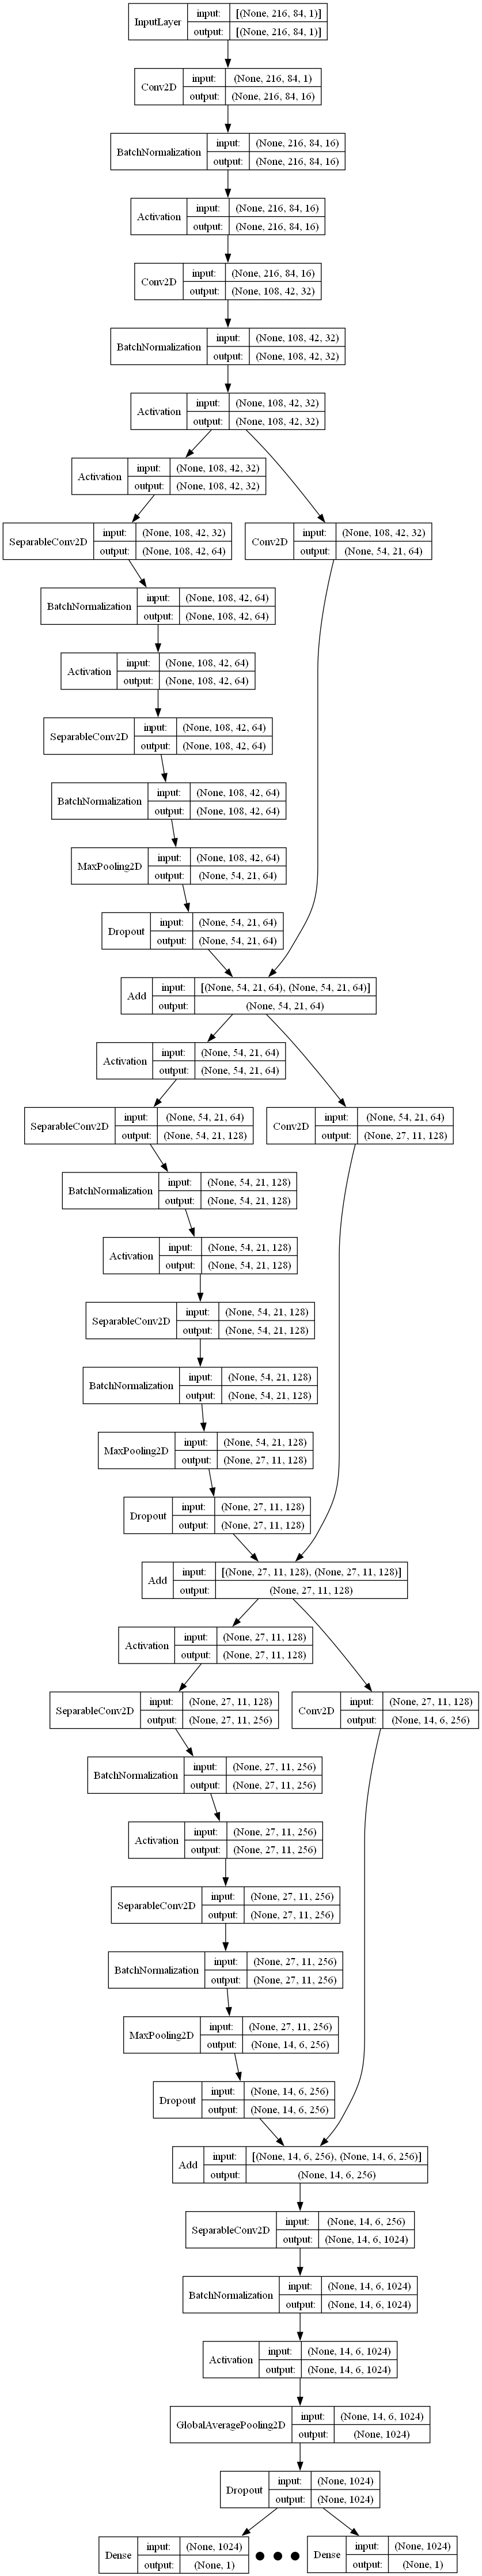 InputLayer input: [(None, 216, 84, 1)]
output: [(None, 216, 84, 1)]
Conv2D input: (None, 216, 84, 1)
output: (None, 216, 84, 16)
BatchNormalization input: (None, 216, 84, 16)
output: (None, 216, 84, 16)
Activation input: (None, 216, 84, 16)
output: (None, 216, 84, 16)
Conv2D input: (None, 216, 84, 16)
output: (None, 108, 42, 32)
BatchNormalization input: (None, 108, 42, 32)
output: (None, 108, 42, 32)
Activation input: (None, 108, 42, 32)
output: (None, 108, 42, 32)
Activation input: (None, 108, 42, 32)
output: (None, 108, 42, 32)
SeparableConv2D input: (None, 108, 42, 32)
output: (None, 108, 42, 64)
Conv2D input: (None, 108, 42, 32)
output: (None, 54, 21, 64)
BatchNormalization input: (None, 108, 42, 64)
output: (None, 108, 42, 64)
Activation input: (None, 108, 42, 64)
output: (None, 108, 42, 64)
SeparableConv2D input: (None, 108, 42, 64)
output: (None, 108, 42, 64)
BatchNormalization input: (None, 108, 42, 64)
output: (None, 108, 42, 64)
MaxPooling2D input: (None, 108, 42, 64)
output: (None, 54, 21, 64)
Dropout input: (None, 54, 21, 64)
output: (None, 54, 21, 64)
Add input: [(None, 54, 21, 64), (None, 54, 21, 64)]
output: (None, 54, 21, 64)
Activation input: (None, 54, 21, 64)
output: (None, 54, 21, 64)
SeparableConv2D input: (None, 54, 21, 64)
output: (None, 54, 21, 128)
Conv2D input: (None, 54, 21, 64)
output: (None, 27, 11, 128)
BatchNormalization input: (None, 54, 21, 128)
output: (None, 54, 21, 128)
Activation input: (None, 54, 21, 128)
output: (None, 54, 21, 128)
SeparableConv2D input: (None, 54, 21, 128)
output: (None, 54, 21, 128)
BatchNormalization input: (None, 54, 21, 128)
output: (None, 54, 21, 128)
MaxPooling2D input: (None, 54, 21, 128)
output: (None, 27, 11, 128)
Dropout input: (None, 27, 11, 128)
output: (None, 27, 11, 128)
Add input: [(None, 27, 11, 128), (None, 27, 11, 128)]
output: (None, 27, 11, 128)
Activation input: (None, 27, 11, 128)
output: (None, 27, 11, 128)
SeparableConv2D input: (None, 27, 11, 128)
output: (None, 27, 11, 256)
Conv2D input: (None, 27, 11, 128)
output: (None, 14, 6, 256)
BatchNormalization input: (None, 27, 11, 256)
output: (None, 27, 11, 256)
Activation input: (None, 27, 11, 256)
output: (None, 27, 11, 256)
SeparableConv2D input: (None, 27, 11, 256)
output: (None, 27, 11, 256)
BatchNormalization input: (None, 27, 11, 256)
output: (None, 27, 11, 256)
MaxPooling2D input: (None, 27, 11, 256)
output: (None, 14, 6, 256)
Dropout input: (None, 14, 6, 256)
output: (None, 14, 6, 256)
Add input: [(None, 14, 6, 256), (None, 14, 6, 256)]
output: (None, 14, 6, 256)
SeparableConv2D input: (None, 14, 6, 256)
output: (None, 14, 6, 1024)
BatchNormalization input: (None, 14, 6, 1024)
output: (None, 14, 6, 1024)
Activation input: (None, 14, 6, 1024)
output: (None, 14, 6, 1024)
GlobalAveragePooling2D input: (None, 14, 6, 1024)
output: (None, 1024)
Dropout input: (None, 1024)
output: (None, 1024)
Dense input: (None, 1024)
output: (None, 1)
Dense input: (None, 1024)
output: (None, 1)